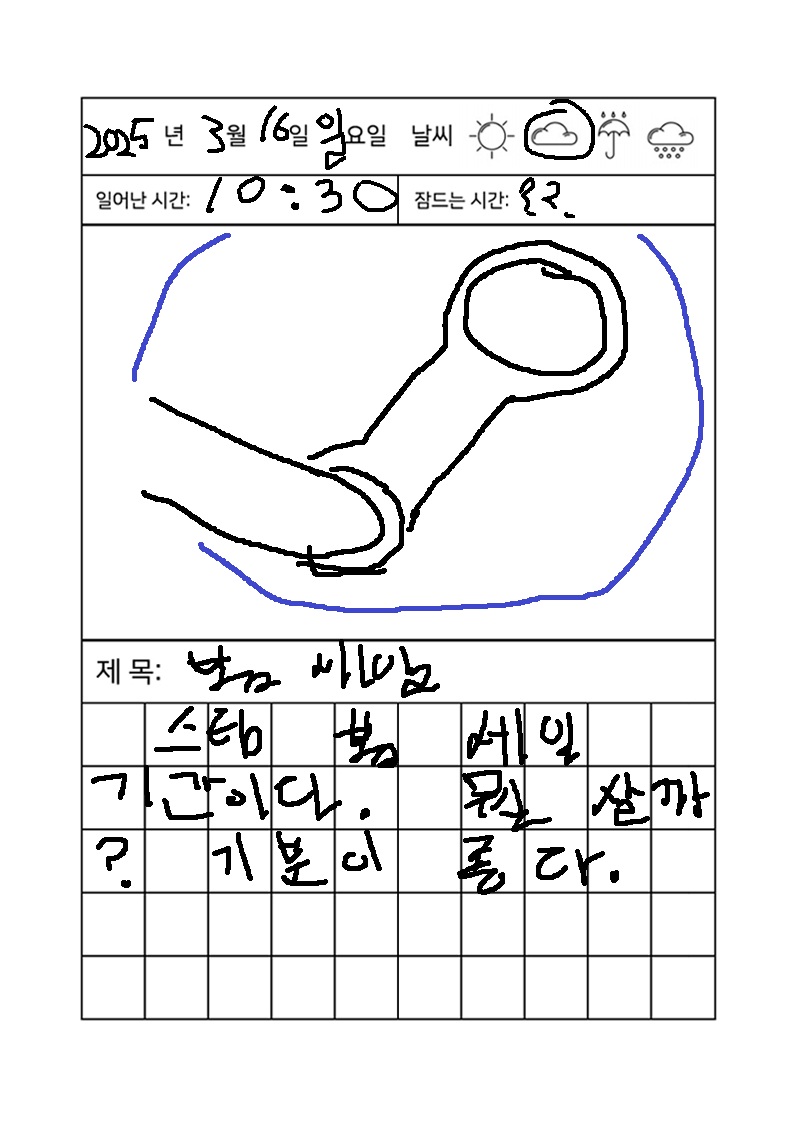 2025 년 3월 16일 일요일 날씨
일어난 시간: 10:30 잠드는 시간:
제 목: 봄 세일
스팀 봄 세일
기간이다. 뭔 살까
? 기분이 좋다.